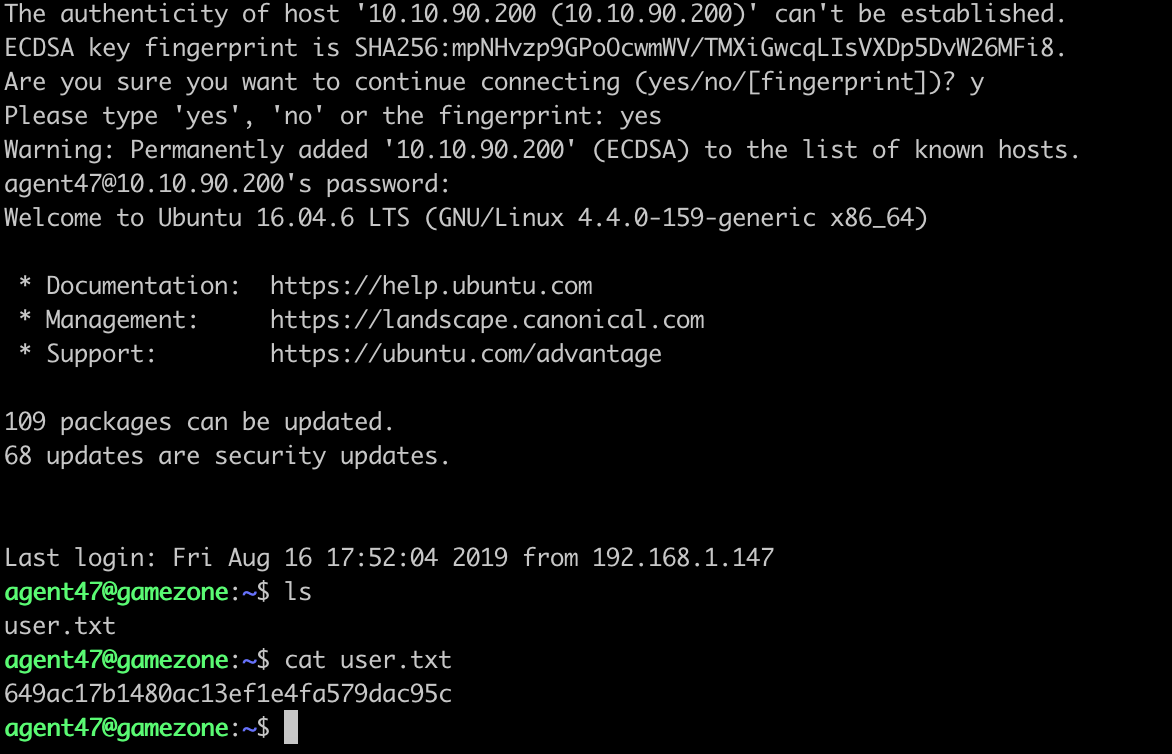 The authenticity of host '10.10.90.200 (10.10.90.200)' can't be established.
ECDSA key fingerprint is SHA256:mpNHvzp9GPoOcwmWV/TMXiGwcqLIsVXDp5DvW26MFi8.
Are you sure you want to continue connecting (yes/no/[fingerprint])? y
Please type 'yes', 'no' or the fingerprint: yes
Warning: Permanently added '10.10.90.200' (ECDSA) to the list of known hosts.
agent47@10.10.90.200's password:
Welcome to Ubuntu 16.04.6 LTS (GNU/Linux 4.4.0-159-generic x86_64)

 * Documentation:  https://help.ubuntu.com
 * Management:     https://landscape.canonical.com
 * Support:        https://ubuntu.com/advantage

109 packages can be updated.
68 updates are security updates.


Last login: Fri Aug 16 17:52:04 2019 from 192.168.1.147
agent47@gamezone:~$ ls
user.txt
agent47@gamezone:~$ cat user.txt
649ac17b1480ac13ef1e4fa579dac95c
agent47@gamezone:~$